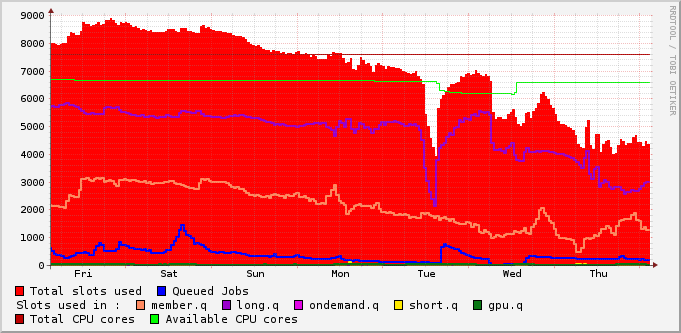 RRDTOOL / TOBI OETIKER
9000
8000
7000
6000
5000
4000
3000
2000
1000
0
Fri Sat Sun Mon Tue Wed Thu
Total slots used Queued Jobs
Slots used in : member.q long.q ondemand.q short.q gpu.q
Total CPU cores Available CPU cores